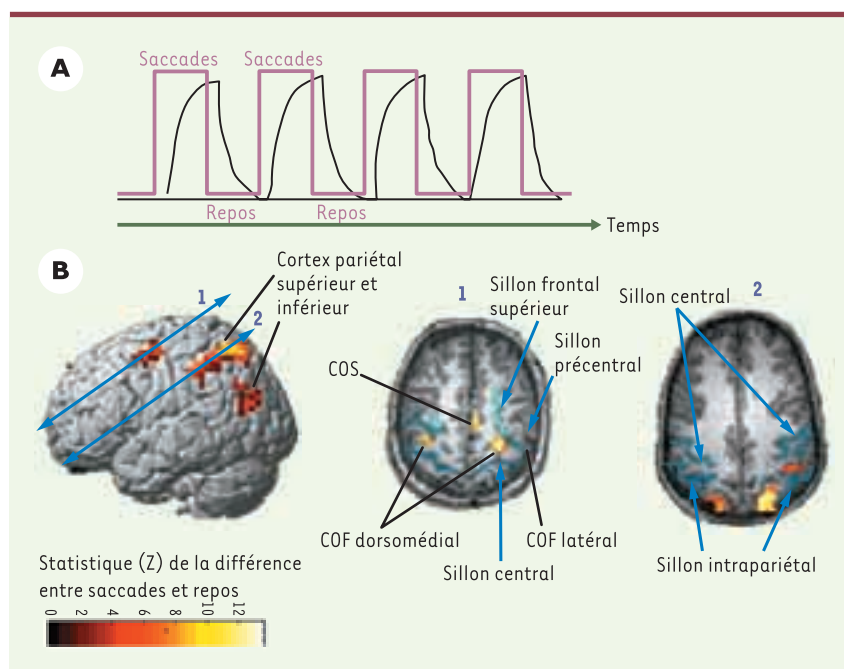 A
Saccades Saccades
Repos Repos
Temps
B
Cortex pariétal
supérieur et
inférieur
1
2
1
Sillon frontal
supérieur
Sillon
précentral
COS
COF dorsomédial
COF latéral
Sillon central
Sillon central
2
Sillon intrapariétal
Statistique (Z) de la différence
entre saccades et repos
0 2 4 6 8 10 12